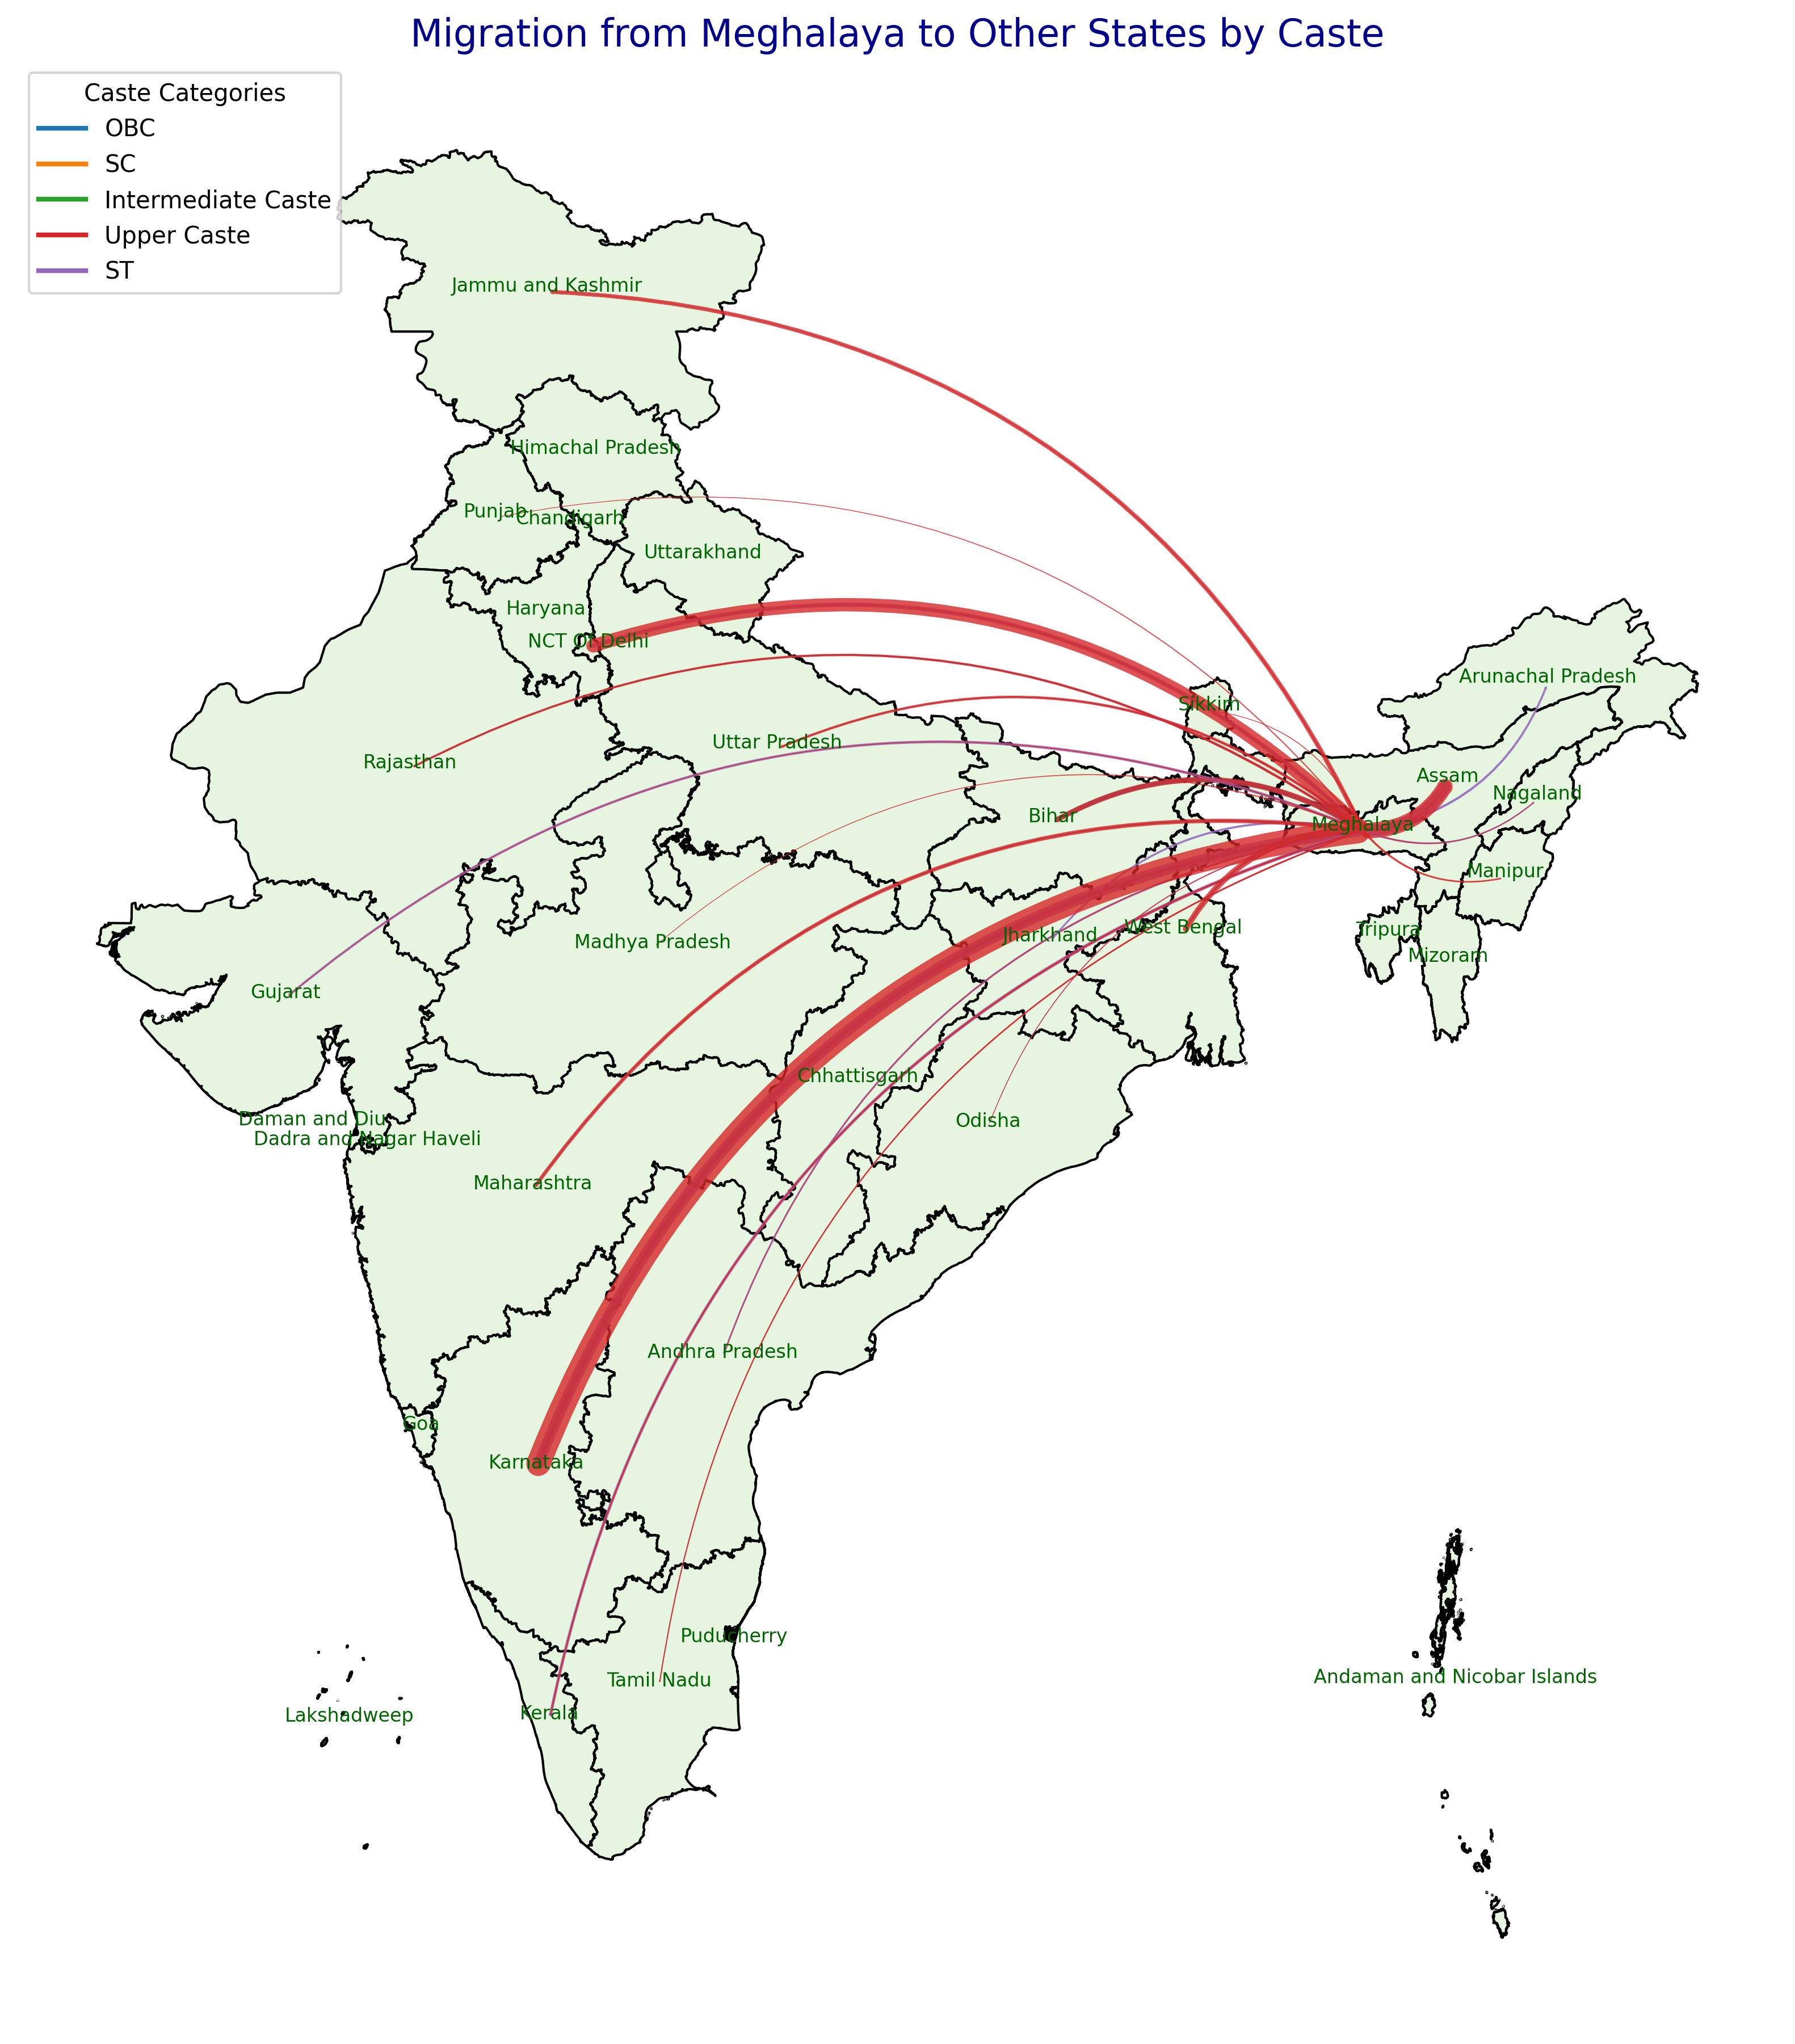 Migration from Meghalaya to Other States by Caste
Caste Categories
OBC
SC
Intermediate Caste
Upper Caste
ST
Jammu and Kashmir
Himachal Pradesh
Punjab
Chandigarh
Uttarakhand
Haryana
NCT Of Delhi
Arunachal Pradesh
Sikkim
Uttar Pradesh
Rajasthan
Assam
Nagaland
Bihar
Meghalaya
Manipur
West Bengal
Tripura
Jharkhand
Madhya Pradesh
Mizoram
Gujarat
Chhattisgarh
Daman and Diu
Odisha
Dadra and Nagar Haveli
Maharashtra
Andhra Pradesh
Goa
Karnataka
Puducherry
Andaman and Nicobar Islands
Tamil Nadu
Kerala
Lakshadweep